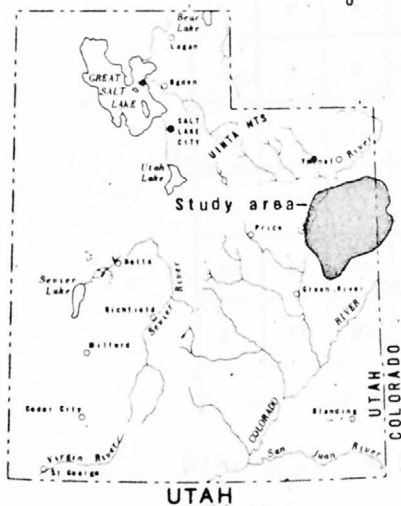 Bear
Lake
Logan
GREAT
SALT
LAKE
Ogden
SALT
LAKE
CITY
UINTA MTS
River
Utah
Lake
Study area
Price
Delta
Sevier
Lake
Green River
Richfield
Sevier River
RIVER
Milford
UTAH
COLORADO
Cedar City
Blanding
COLORADO
San Juan River
Virgin River
St George
UTAH